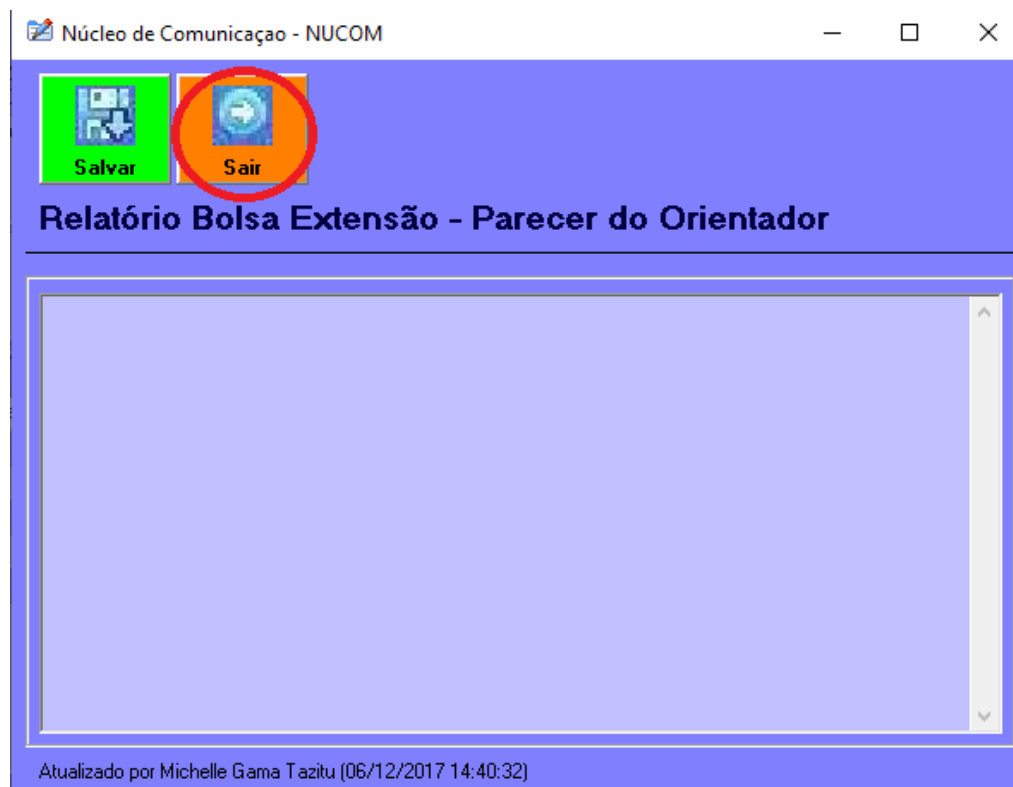 Núcleo de Comunicaçao - NUCOM
Salvar Sair
Relatório Bolsa Extensão - Parecer do Orientador
Atualizado por Michelle Gama Tazitu (06/12/2017 14:40:32)